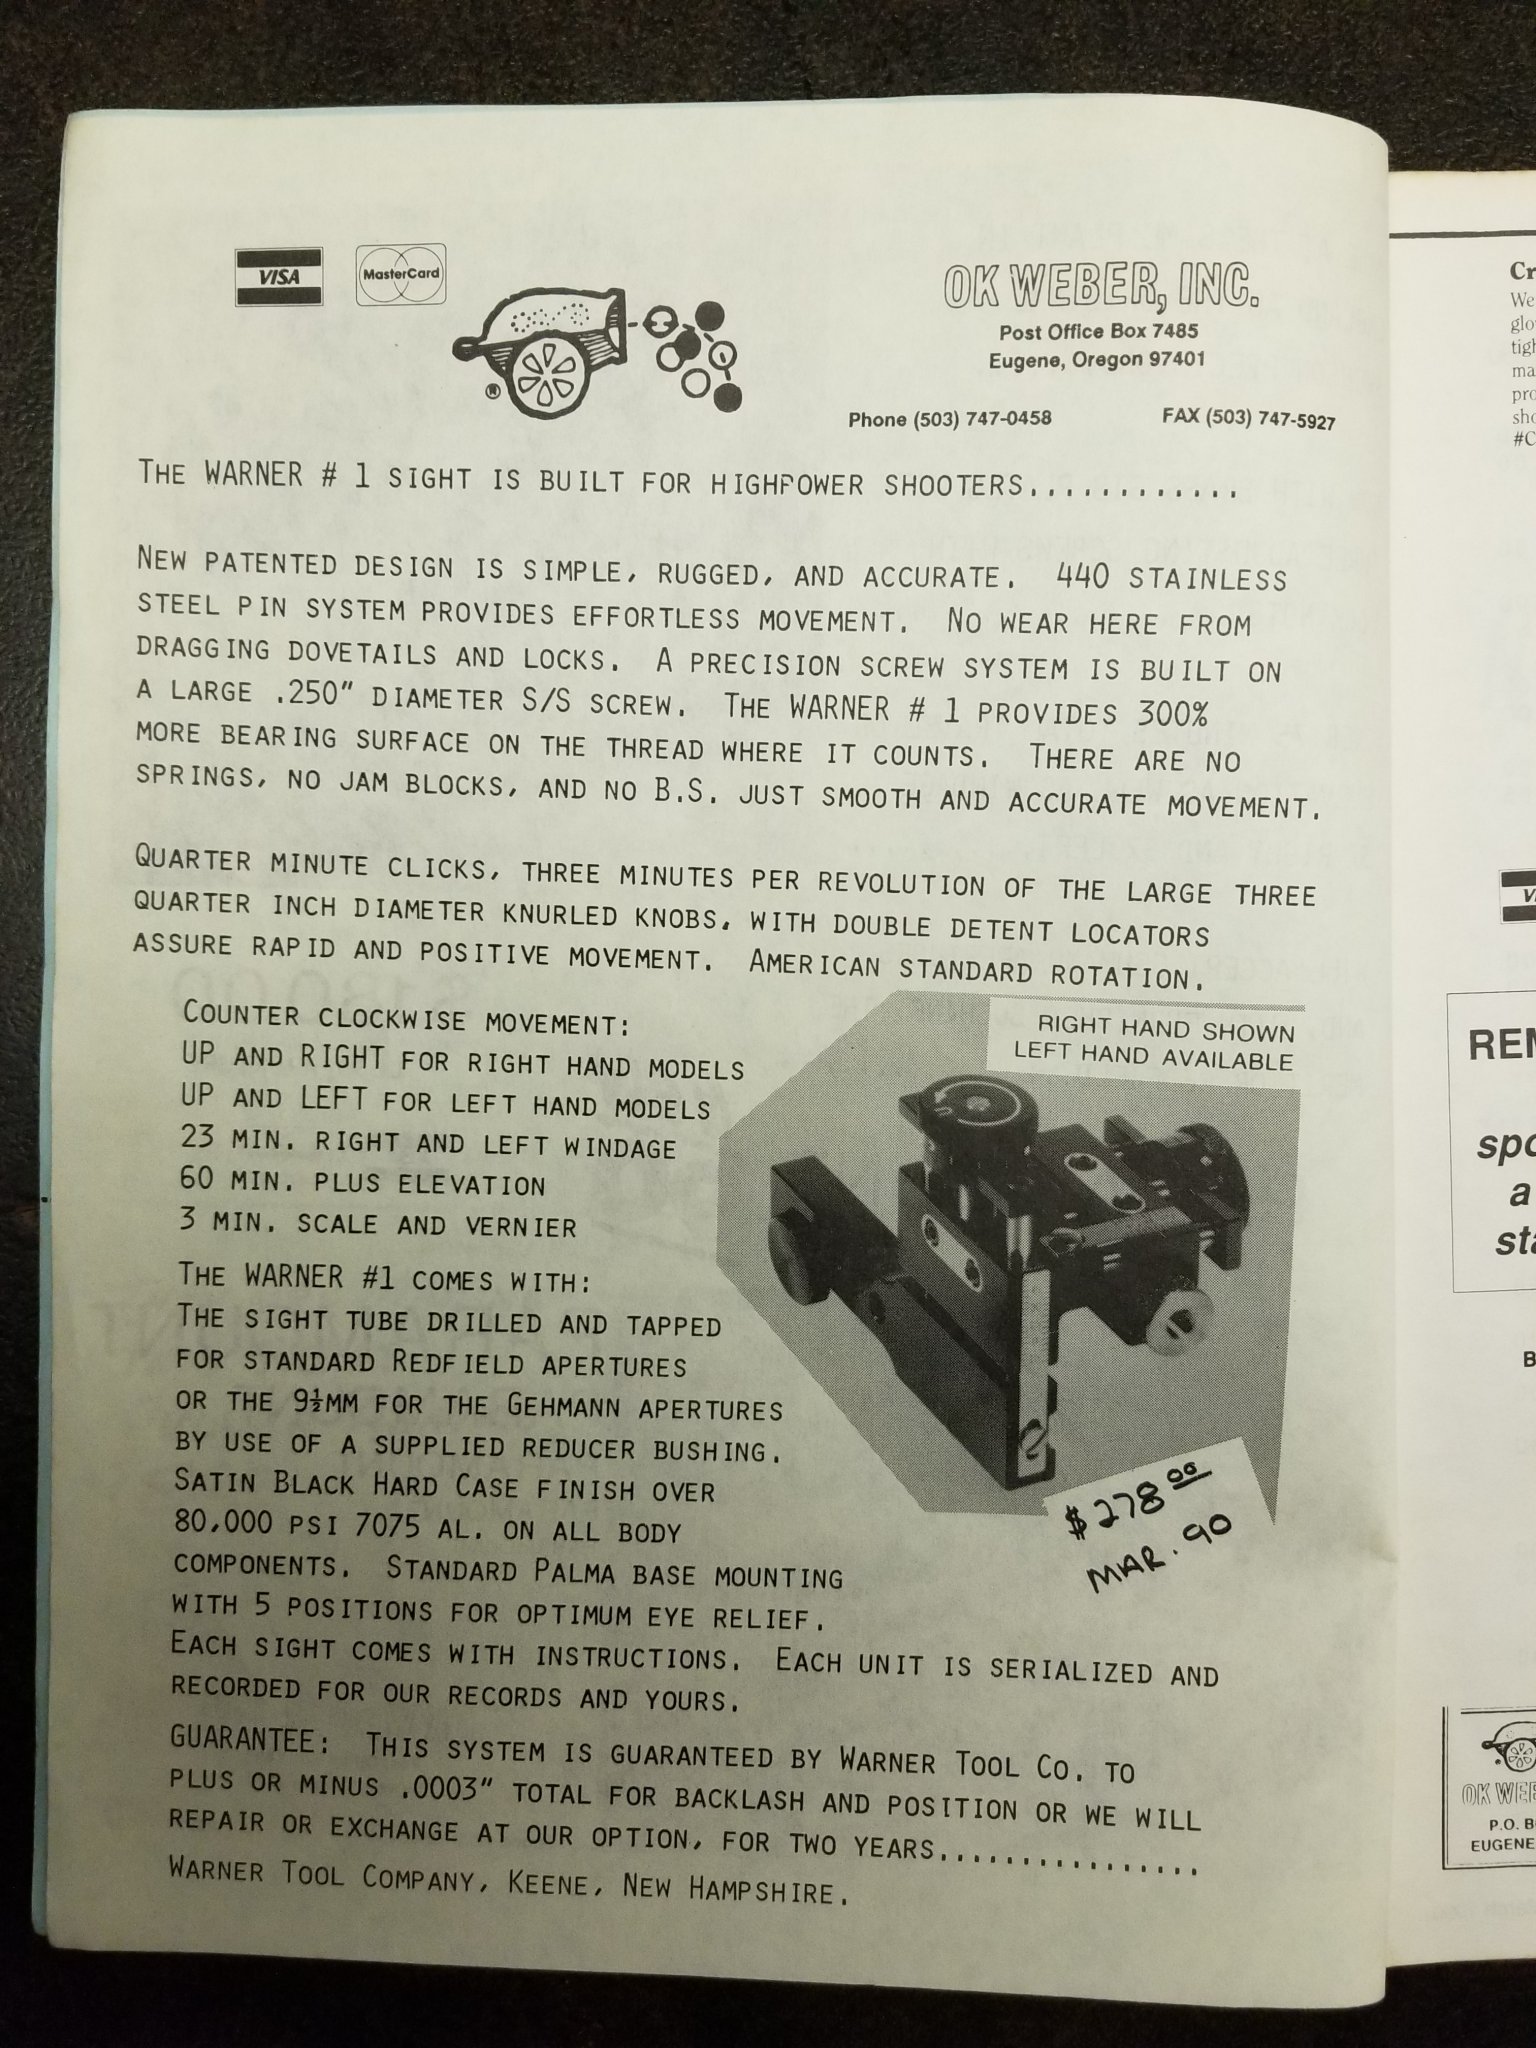 VISA
MasterCard
OK WEBER, INC.
Post Office Box 7485
Eugene, Oregon 97401
Phone (503) 747-0458 FAX (503) 747-5927
®
THE WARNER # 1 SIGHT IS BUILT FOR HIGHPOWER SHOOTERS............
NEW PATENTED DESIGN IS SIMPLE, RUGGED, AND ACCURATE. 440 STAINLESS
STEEL PIN SYSTEM PROVIDES EFFORTLESS MOVEMENT. NO WEAR HERE FROM
DRAGGING DOVETAILS AND LOCKS. A PRECISION SCREW SYSTEM IS BUILT ON
A LARGE .250" DIAMETER S/S SCREW. THE WARNER # 1 PROVIDES 300%
MORE BEARING SURFACE ON THE THREAD WHERE IT COUNTS. THERE ARE NO
SPRINGS, NO JAM BLOCKS, AND NO B.S. JUST SMOOTH AND ACCURATE MOVEMENT.
QUARTER MINUTE CLICKS, THREE MINUTES PER REVOLUTION OF THE LARGE THREE
QUARTER INCH DIAMETER KNURLED KNOBS, WITH DOUBLE DETENT LOCATORS
ASSURE RAPID AND POSITIVE MOVEMENT. AMERICAN STANDARD ROTATION.
COUNTER CLOCKWISE MOVEMENT:
UP AND RIGHT FOR RIGHT HAND MODELS
UP AND LEFT FOR LEFT HAND MODELS
23 MIN. RIGHT AND LEFT WINDAGE
60 MIN. PLUS ELEVATION
3 MIN. SCALE AND VERNIER
RIGHT HAND SHOWN
LEFT HAND AVAILABLE
THE WARNER #1 COMES WITH:
THE SIGHT TUBE DRILLED AND TAPPED
FOR STANDARD REDFIELD APERTURES
OR THE 9½MM FOR THE GEHMANN APERTURES
BY USE OF A SUPPLIED REDUCER BUSHING.
SATIN BLACK HARD CASE FINISH OVER
80,000 PSI 7075 AL. ON ALL BODY
COMPONENTS. STANDARD PALMA BASE MOUNTING
WITH 5 POSITIONS FOR OPTIMUM EYE RELIEF.
$278.00
MAR. 90
EACH SIGHT COMES WITH INSTRUCTIONS. EACH UNIT IS SERIALIZED AND
RECORDED FOR OUR RECORDS AND YOURS.
GUARANTEE: THIS SYSTEM IS GUARANTEED BY WARNER TOOL CO. TO
PLUS OR MINUS .0003" TOTAL FOR BACKLASH AND POSITION OR WE WILL
REPAIR OR EXCHANGE AT OUR OPTION, FOR TWO YEARS................
WARNER TOOL COMPANY, KEENE, NEW HAMPSHIRE.
We
a
OK
P.O.
EUGENE